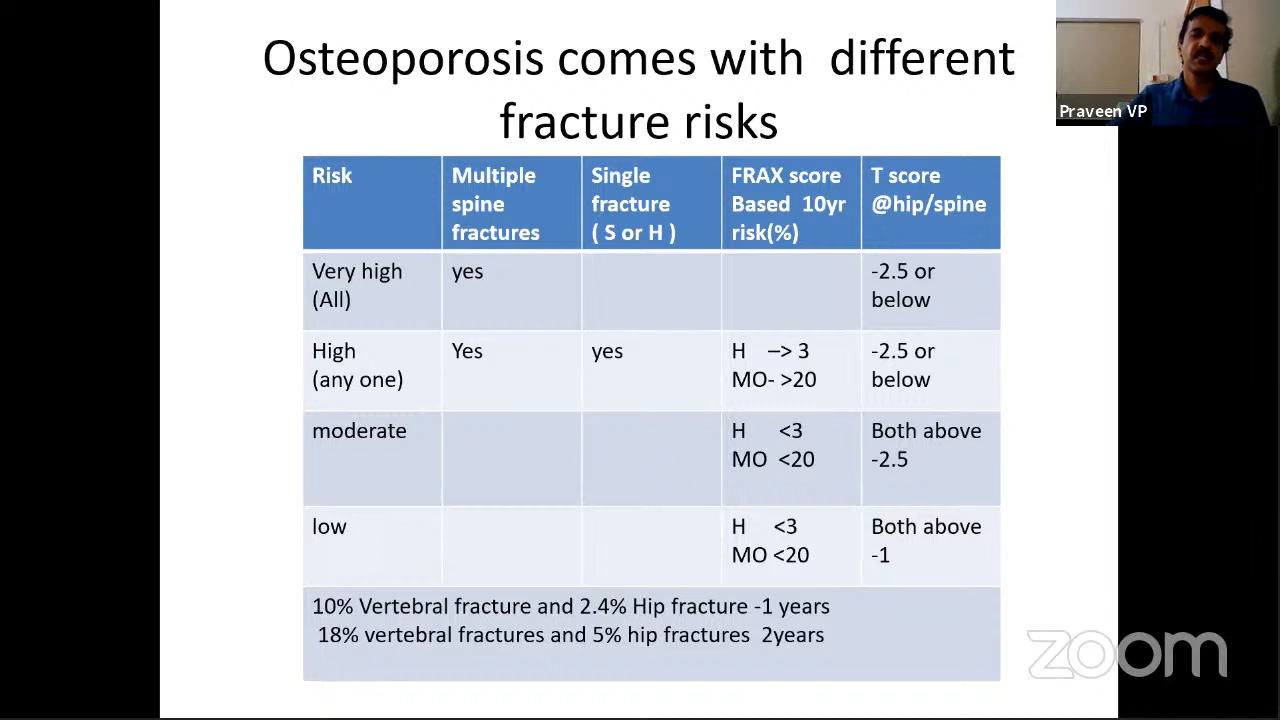 Osteoporosis comes with different
fracture risks
Praveen VP
Risk
Multiple
spine
fractures
Single
fracture
( S or H )
FRAX score
Based 10yr
risk(%)
T score
@hip/spine
Very high
(All)
yes
-2.5 or
below
High
(any one)
Yes
yes
H –> 3
MO- >20
-2.5 or
below
moderate
H <3
MO <20
Both above
-2.5
low
H <3
MO <20
Both above
-1
10% Vertebral fracture and 2.4% Hip fracture -1 years
18% vertebral fractures and 5% hip fractures 2years
zoom